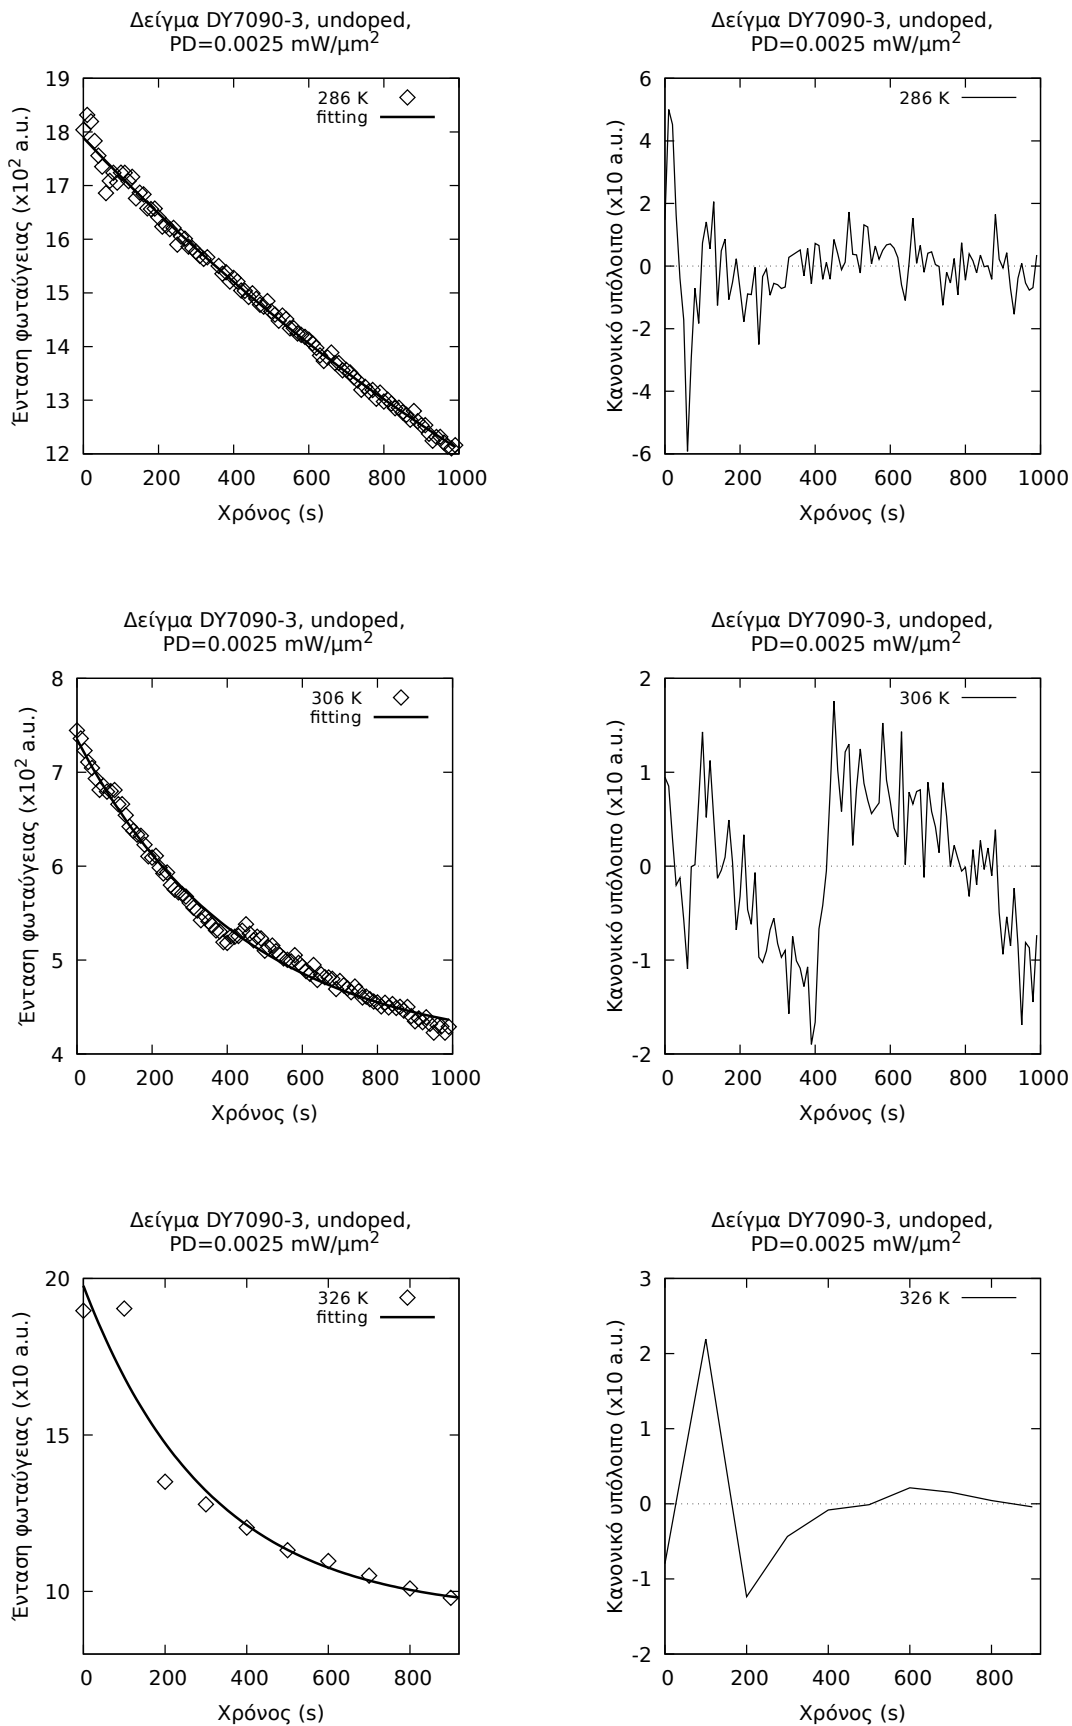 Δείγμα DY7090-3, undoped,
PD=0.0025 mW/μm²
Ένταση φωταύγειας (x10² a.u.)
19
18
17
16
15
14
13
12
286 K
fitting
0 200 400 600 800 1000
Χρόνος (s)
Δείγμα DY7090-3, undoped,
PD=0.0025 mW/μm²
Κανονικό υπόλοιπο (x10 a.u.)
6
4
2
0
-2
-4
-6
286 K
0 200 400 600 800 1000
Χρόνος (s)
Δείγμα DY7090-3, undoped,
PD=0.0025 mW/μm²
Ένταση φωταύγειας (x10² a.u.)
8
7
6
5
4
306 K
fitting
0 200 400 600 800 1000
Χρόνος (s)
Δείγμα DY7090-3, undoped,
PD=0.0025 mW/μm²
Κανονικό υπόλοιπο (x10 a.u.)
2
1
0
-1
-2
306 K
0 200 400 600 800 1000
Χρόνος (s)
Δείγμα DY7090-3, undoped,
PD=0.0025 mW/μm²
Ένταση φωταύγειας (x10 a.u.)
20
15
10
326 K
fitting
0 200 400 600 800
Χρόνος (s)
Δείγμα DY7090-3, undoped,
PD=0.0025 mW/μm²
Κανονικό υπόλοιπο (x10 a.u.)
3
2
1
0
-1
-2
326 K
0 200 400 600 800
Χρόνος (s)